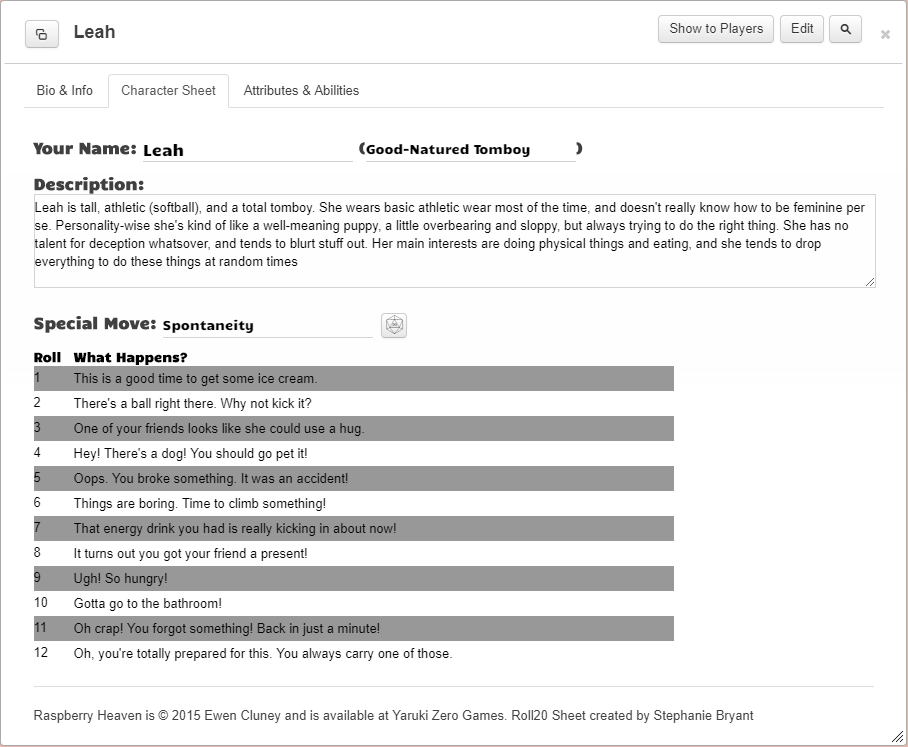 Leah
Show to Players
Edit
×
Bio & Info
Character Sheet
Attributes & Abilities
Your Name: Leah (Good-Natured Tomboy )
Description:
Leah is tall, athletic (softball), and a total tomboy. She wears basic athletic wear most of the time, and doesn't really know how to be feminine per
se. Personality-wise she's kind of like a well-meaning puppy, a little overbearing and sloppy, but always trying to do the right thing. She has no
talent for deception whatsover, and tends to blurt stuff out. Her main interests are doing physical things and eating, and she tends to drop
everything to do these things at random times
Special Move: Spontaneity
Roll What Happens?
1 This is a good time to get some ice cream.
2 There's a ball right there. Why not kick it?
3 One of your friends looks like she could use a hug.
4 Hey! There's a dog! You should go pet it!
5 Oops. You broke something. It was an accident!
6 Things are boring. Time to climb something!
7 That energy drink you had is really kicking in about now!
8 It turns out you got your friend a present!
9 Ugh! So hungry!
10 Gotta go to the bathroom!
11 Oh crap! You forgot something! Back in just a minute!
12 Oh, you're totally prepared for this. You always carry one of those.
Raspberry Heaven is © 2015 Ewen Cluney and is available at Yaruki Zero Games. Roll20 Sheet created by Stephanie Bryant